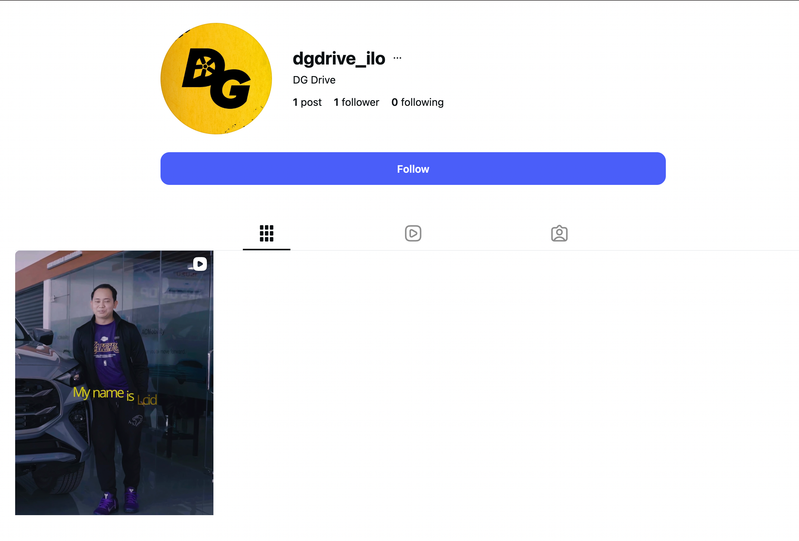 DG
dgdrive_ilo ...
DG Drive
1 post 1 follower 0 following
Follow
My name is